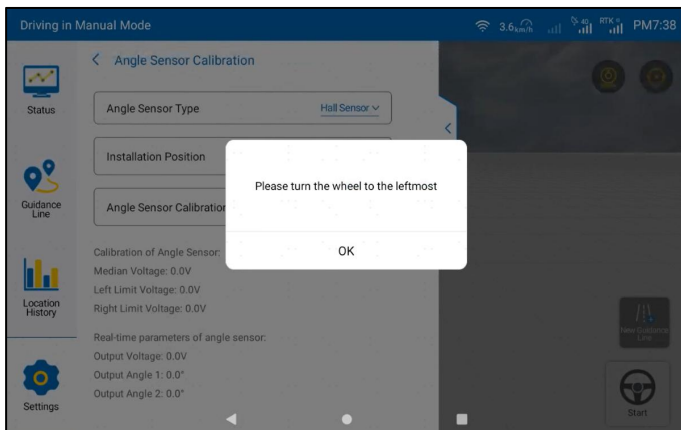 Driving in Manual Mode
3.6km/h
40
RTK
PM7:38
Status
Guidance
Line
Location
History
Settings
Angle Sensor Calibration
Angle Sensor Type
Hall Sensor
Installation Position
Angle Sensor Calibration
Please turn the wheel to the leftmost
OK
Calibration of Angle Sensor:
Median Voltage: 0.0V
Left Limit Voltage: 0.0V
Right Limit Voltage: 0.0V
Real-time parameters of angle sensor:
Output Voltage: 0.0V
Output Angle 1: 0.0°
Output Angle 2: 0.0°
New Guidance
Line
Start